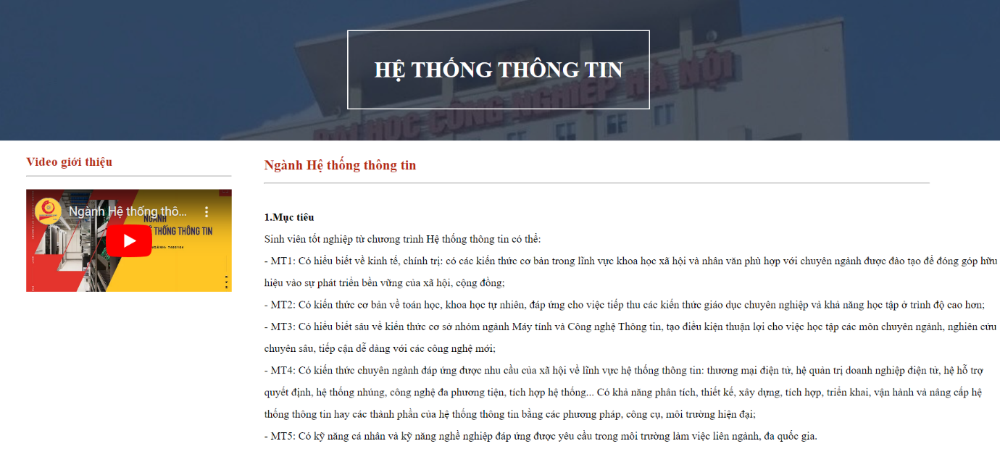 HỆ THỐNG THÔNG TIN
ĐẠI HỌC CÔNG NGHIỆP HÀ NỘI
Video giới thiệu
Ngành Hệ thống thô...
NGÀNH
HỆ THỐNG THÔNG TIN
Ngành Hệ thống thông tin
1.Mục tiêu
Sinh viên tốt nghiệp từ chương trình Hệ thống thông tin có thể:
- MT1: Có hiểu biết về kinh tế, chính trị: có các kiến thức cơ bản trong lĩnh vực khoa học xã hội và nhân văn phù hợp với chuyên ngành được đào tạo để đóng góp hữu
hiệu vào sự phát triển bền vững của xã hội, cộng đồng;
- MT2: Có kiến thức cơ bản về toán học, khoa học tự nhiên, đáp ứng cho việc tiếp thu các kiến thức giáo dục chuyên nghiệp và khả năng học tập ở trình độ cao hơn;
- MT3: Có hiểu biết sâu về kiến thức cơ sở nhóm ngành Máy tính và Công nghệ Thông tin, tạo điều kiện thuận lợi cho việc học tập các môn chuyên ngành, nghiên cứu
chuyên sâu, tiếp cận dễ dàng với các công nghệ mới;
- MT4: Có kiến thức chuyên ngành đáp ứng được nhu cầu của xã hội về lĩnh vực hệ thống thông tin: thương mại điện tử, hệ quản trị doanh nghiệp điện tử, hệ hỗ trợ
quyết định, hệ thống nhúng, công nghệ đa phương tiện, tích hợp hệ thống... Có khả năng phân tích, thiết kế, xây dựng, tích hợp, triển khai, vận hành và nâng cấp hệ
thống thông tin hay các thành phần của hệ thống thông tin bằng các phương pháp, công cụ, môi trường hiện đại;
- MT5: Có kỹ năng cá nhân và kỹ năng nghề nghiệp đáp ứng được yêu cầu trong môi trường làm việc liên ngành, đa quốc gia.